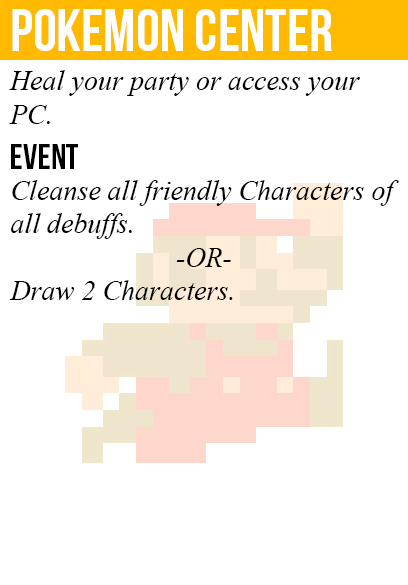 POKEMON CENTER
Heal your party or access your
PC.
EVENT
Cleanse all friendly Characters of
all debuffs.
-OR-
Draw 2 Characters.